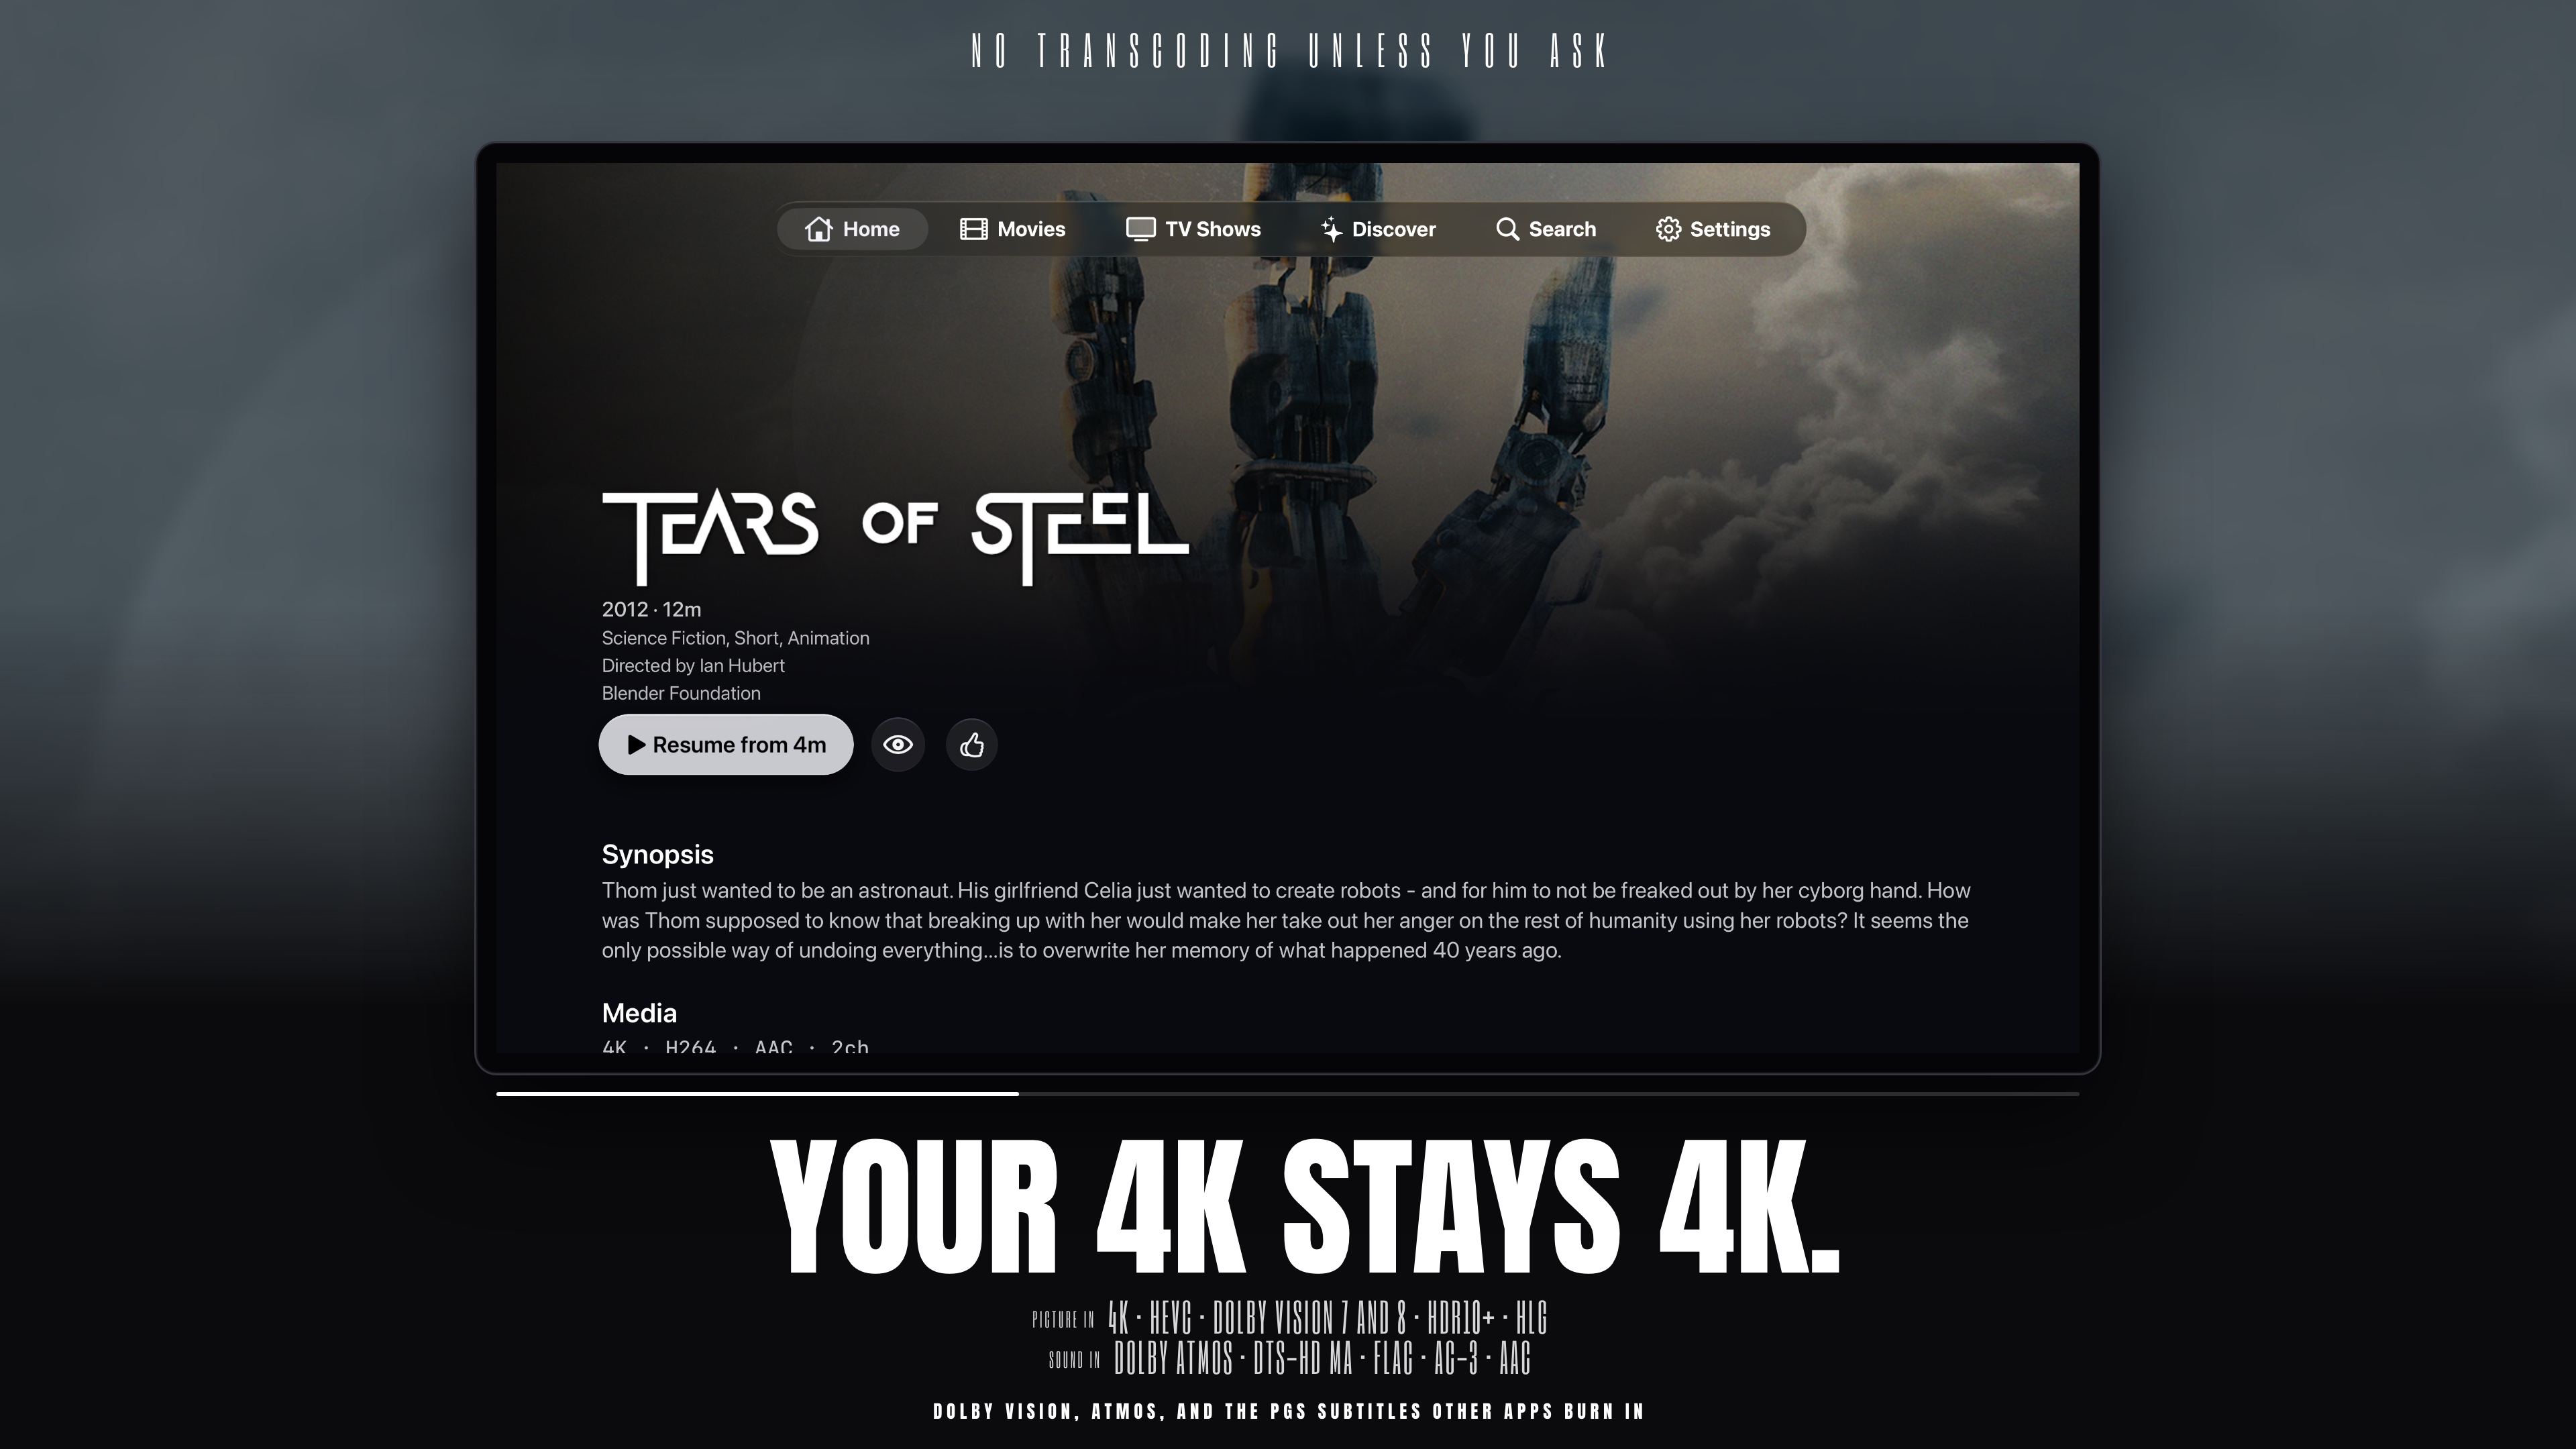 NO TRANSCODING UNLESS YOU ASK
Home Movies TV Shows Discover Search Settings
TEARS OF STEEL
2012 · 12m
Science Fiction, Short, Animation
Directed by Ian Hubert
Blender Foundation
Resume from 4m
Synopsis
Thom just wanted to be an astronaut. His girlfriend Celia just wanted to create robots - and for him to not be freaked out by her cyborg hand. How
was Thom supposed to know that breaking up with her would make her take out her anger on the rest of humanity using her robots? It seems the
only possible way of undoing everything...is to overwrite her memory of what happened 40 years ago.
Media
4K · H264 · AAC · 2ch
YOUR 4K STAYS 4K.
PICTURE IN 4K · HEVC · DOLBY VISION 7 AND 8 · HDR10+ · HLG
SOUND IN DOLBY ATMOS · DTS-HD MA · FLAC · AC-3 · AAC
DOLBY VISION, ATMOS, AND THE PGS SUBTITLES OTHER APPS BURN IN